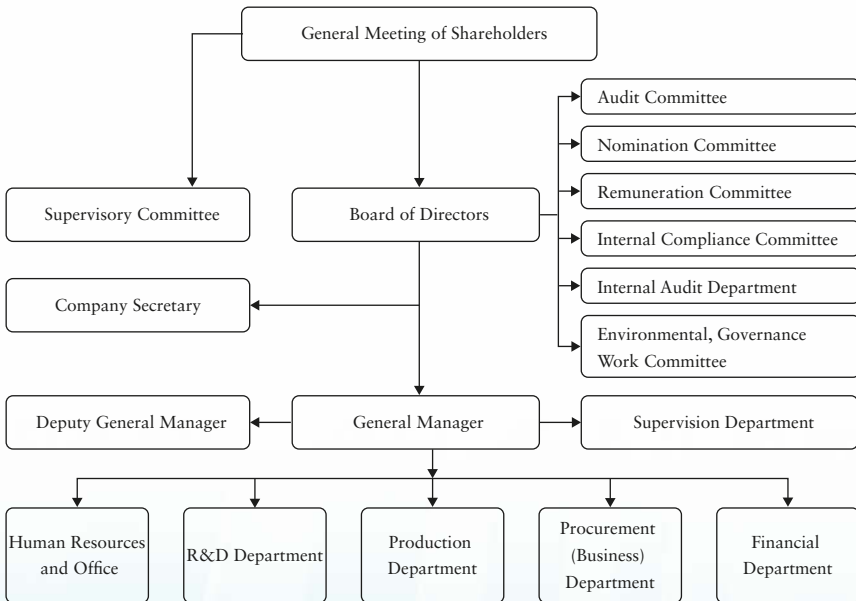 General Meeting of Shareholders
Audit Committee
Nomination Committee
Supervisory Committee
Board of Directors
Remuneration Committee
Internal Compliance Committee
Company Secretary
Internal Audit Department
Environmental, Governance
Work Committee
Deputy General Manager
General Manager
Supervision Department
Human Resources
and Office
R&D Department
Production
Department
Procurement
(Business)
Department
Financial
Department